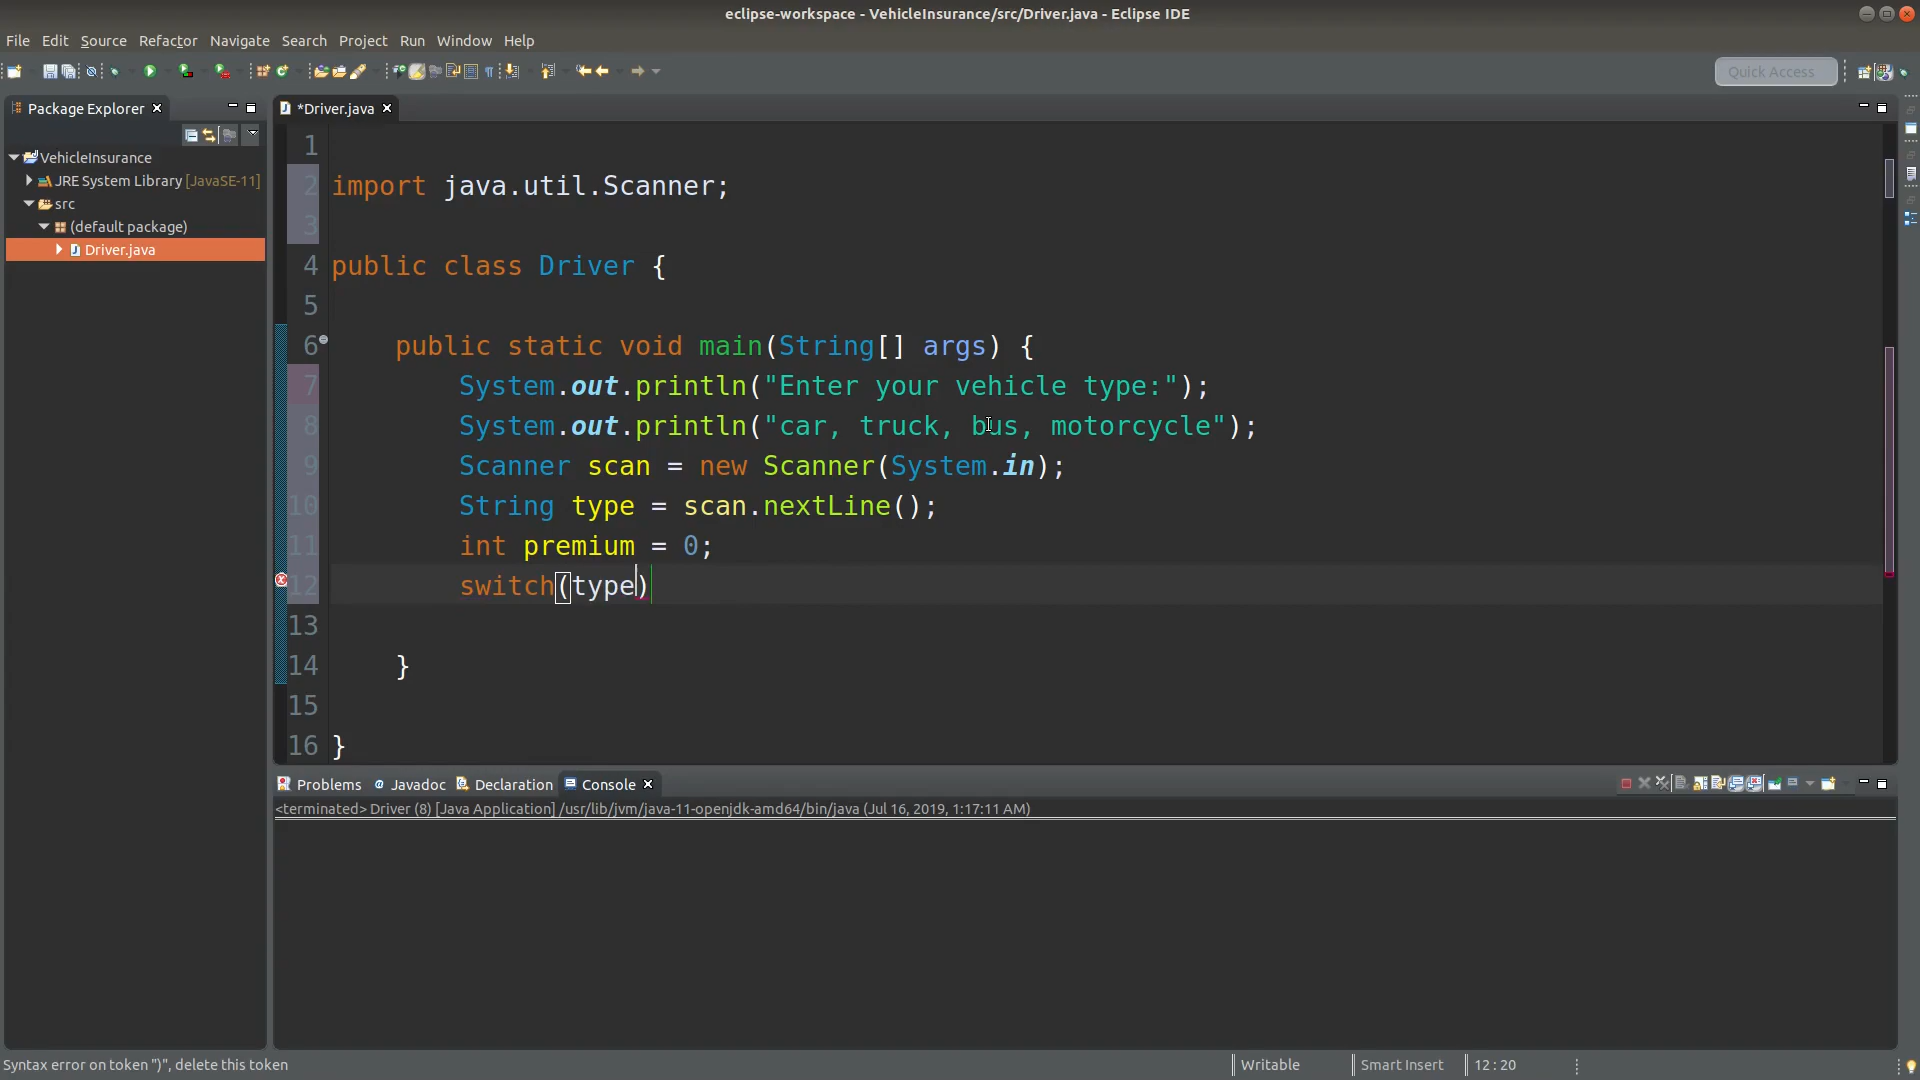 eclipse-workspace - VehicleInsurance/src/Driver.java - Eclipse IDE
File Edit Source Refactor Navigate Search Project Run Window Help
Quick Access
Package Explorer
*Driver.java
VehicleInsurance
JRE System Library [JavaSE-11]
src
(default package)
Driver.java
1
2 import java.util.Scanner;
3
4 public class Driver {
5
6 public static void main(String[] args) {
7 System.out.println("Enter your vehicle type:");
8 System.out.println("car, truck, bus, motorcycle");
9 Scanner scan = new Scanner(System.in);
10 String type = scan.nextLine();
11 int premium = 0;
12 switch(type)
13
14 }
15
16 }
Problems @ Javadoc Declaration Console
<terminated> Driver (8) [Java Application] /usr/lib/jvm/java-11-openjdk-amd64/bin/java (Jul 16, 2019, 1:17:11 AM)
Syntax error on token ")", delete this token Writable Smart Insert 12 : 20